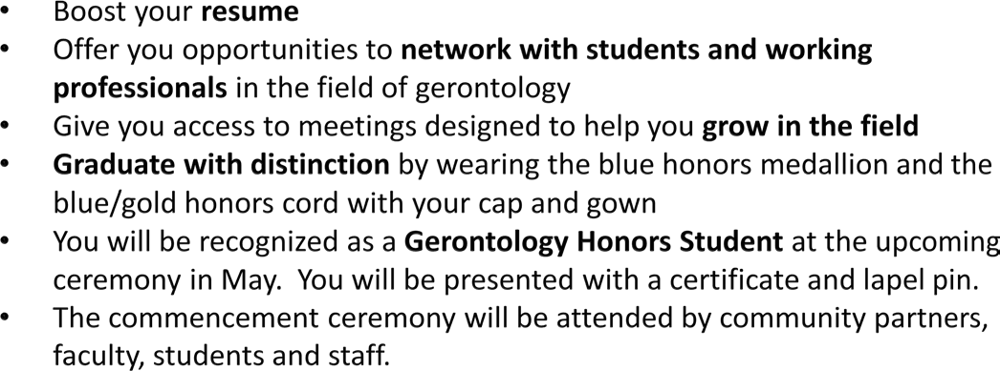 • Boost your resume
• Offer you opportunities to network with students and working
professionals in the field of gerontology
• Give you access to meetings designed to help you grow in the field
• Graduate with distinction by wearing the blue honors medallion and the
blue/gold honors cord with your cap and gown
• You will be recognized as a Gerontology Honors Student at the upcoming
ceremony in May.  You will be presented with a certificate and lapel pin.
• The commencement ceremony will be attended by community partners,
faculty, students and staff.